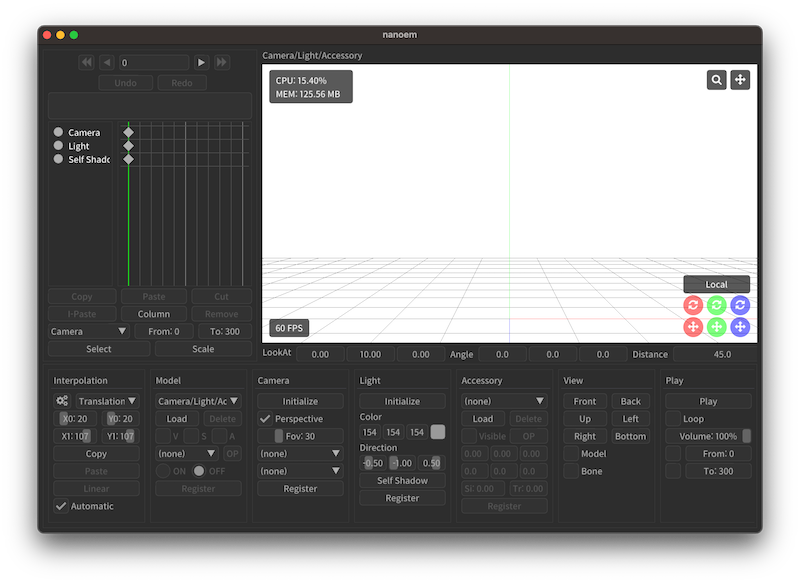 nanoem
0
Undo Redo
Camera
Light
Self Shado
Copy Paste Cut
I-Paste Column Remove
Camera From: 0 To: 300
Select Scale
Camera/Light/Accessory
CPU: 15.40%
MEM: 125.56 MB
Local
60 FPS
LookAt 0.00 10.00 0.00 Angle 0.0 0.0 0.0 Distance 45.0
Interpolation
Translation
X0: 20 Y0: 20
X1: 107 Y1: 107
Copy
Paste
Linear
Automatic
Model
Camera/Light/Ac
Load Delete
V S A
(none) OP
ON OFF
Register
Camera
Initialize
Perspective
Fov: 30
(none)
(none)
Register
Light
Initialize
Color
154 154 154
Direction
-0.50 -1.00 0.50
Self Shadow
Register
Accessory
(none)
Load Delete
Visible OP
0.00 0.00 0.00
0.0 0.0 0.0
Si: 0.00 Tr: 0.00
Register
View
Front Back
Up Left
Right Bottom
Model
Bone
Play
Play
Loop
Volume: 100%
From: 0
To: 300